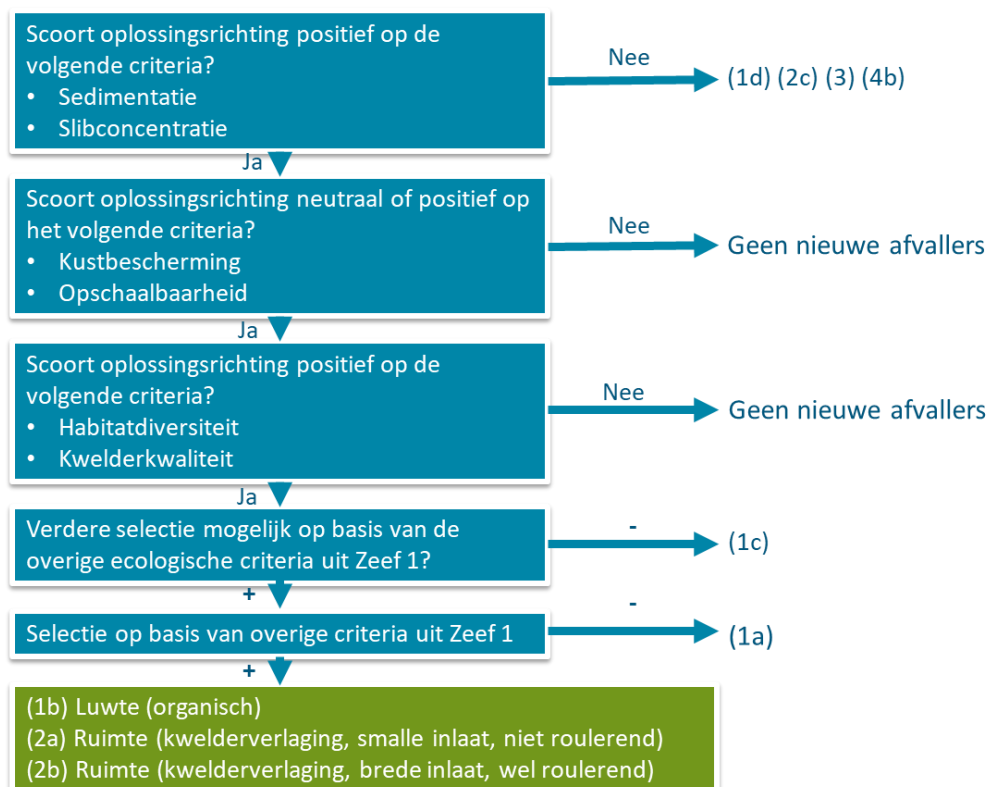 Scoort oplossingsrichting positief op de
volgende criteria?
• Sedimentatie
• Slibconcentratie
Nee
(1d) (2c) (3) (4b)
Ja
Scoort oplossingsrichting neutraal of positief op
het volgende criteria?
• Kustbescherming
• Opschaalbaarheid
Nee
Geen nieuwe afvallers
Ja
Scoort oplossingsrichting positief op de
volgende criteria?
• Habitatdiversiteit
• Kwelderkwaliteit
Nee
Geen nieuwe afvallers
Ja
Verdere selectie mogelijk op basis van de
overige ecologische criteria uit Zeef 1?
-
(1c)
+
Selectie op basis van overige criteria uit Zeef 1
-
(1a)
+
(1b) Luwte (organisch)
(2a) Ruimte (kwelderverlaging, smalle inlaat, niet roulerend)
(2b) Ruimte (kwelderverlaging, brede inlaat, wel roulerend)